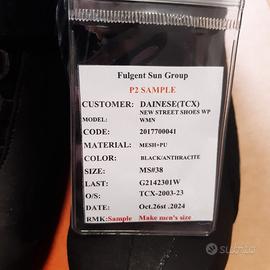 Fulgent Sun Group
P2 SAMPLE
CUSTOMER: DAINESE(TCX)
NEW STREET SHOES WP
MODEL: WMN
CODE: 2017700041
MATERIAL: MESH+PU
COLOR: BLACK/ANTHRACITE
SIZE: MS#38
LAST: G2142301W
O/S: TCX-2003-23
DATE: Oct.26st .2024
RMK:Sample Make men's size
subito